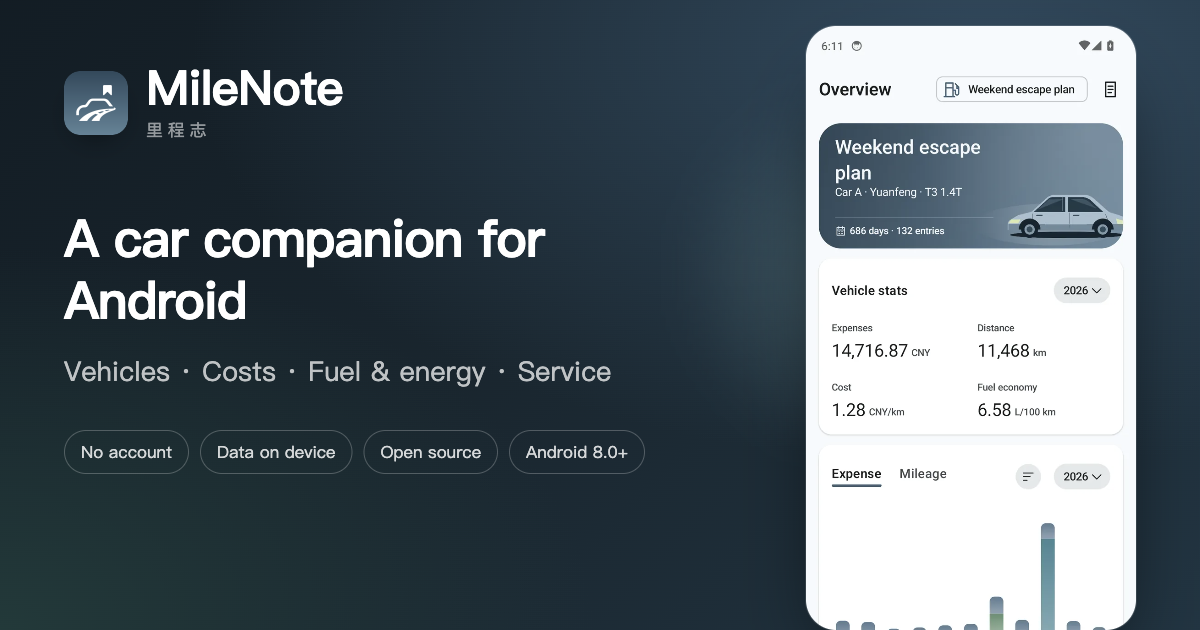 MileNote
里程志
A car companion for
Android
Vehicles · Costs · Fuel & energy · Service
No account
Data on device
Open source
Android 8.0+
6:11
Overview
Weekend escape plan
Weekend escape
plan
Car A · Yuanfeng · T3 1.4T
686 days · 132 entries
Vehicle stats
2026
Expenses
Distance
14,716.87 CNY
11,468 km
Cost
Fuel economy
1.28 CNY/km
6.58 L/100 km
Expense
Mileage
2026